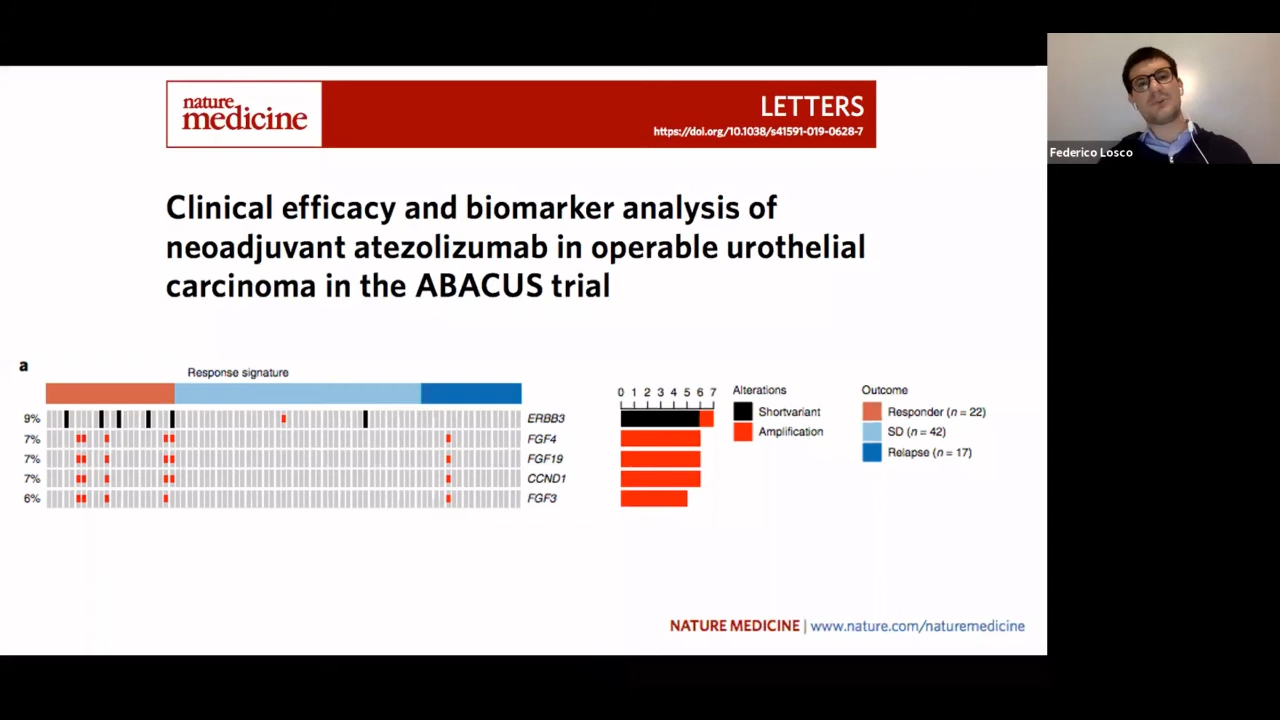 nature
medicine
LETTERS
https://doi.org/10.1038/s41591-019-0628-7
Federico Losco
Clinical efficacy and biomarker analysis of
neoadjuvant atezolizumab in operable urothelial
carcinoma in the ABACUS trial
a
Response signature
0 1 2 3 4 5 6 7
Alterations
Outcome
9%
ERBB3
Shortvariant
Responder (n = 22)
7%
FGF4
Amplification
SD (n = 42)
7%
FGF19
Relapse (n = 17)
7%
CCND1
6%
FGF3
NATURE MEDICINE | www.nature.com/naturemedicine